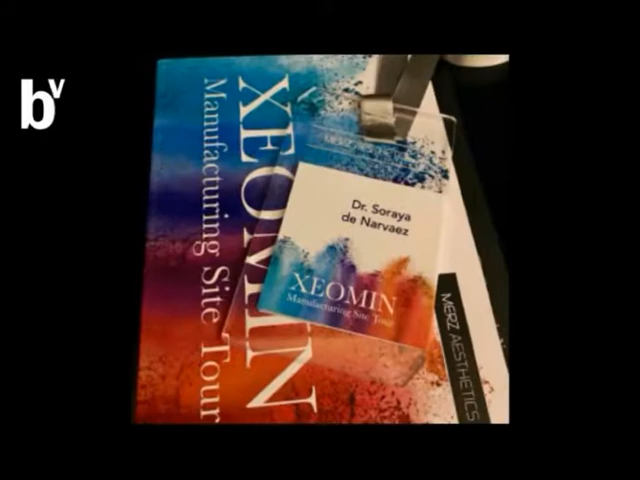 bv
XEOMIN
Manufacturing Site Tour
Dr. Soraya
de Narvaez
XEOMIN
Manufacturing Site Tour
MERZ AESTHETICS